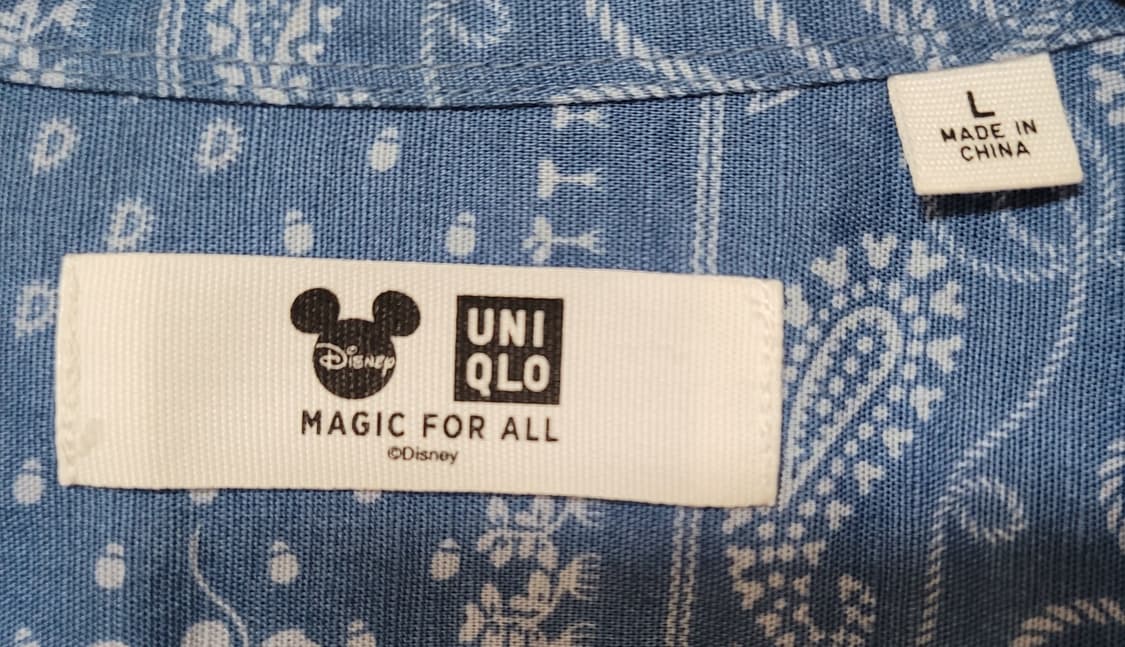 L
MADE IN
CHINA
Disney
UNI
QLO
MAGIC FOR ALL
©Disney